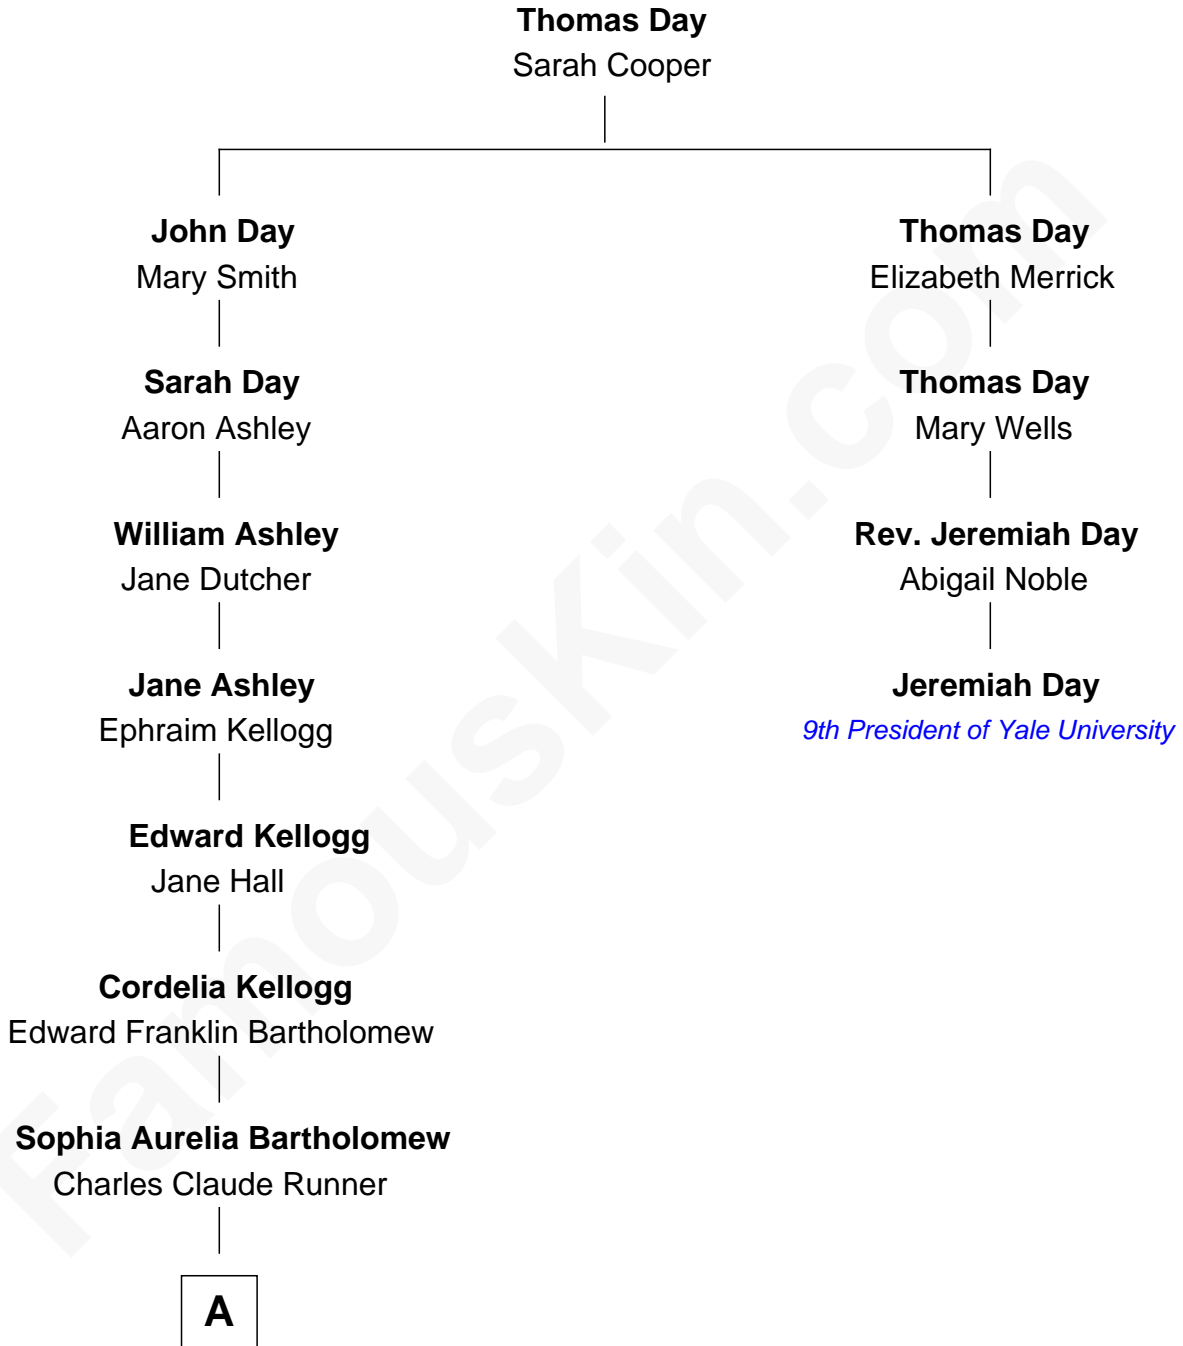 Thomas Day
Sarah Cooper
John Day
Mary Smith
Thomas Day
Elizabeth Merrick
Sarah Day
Aaron Ashley
Thomas Day
Mary Wells
William Ashley
Jane Dutcher
Rev. Jeremiah Day
Abigail Noble
Jane Ashley
Ephraim Kellogg
Jeremiah Day
9th President of Yale University
Edward Kellogg
Jane Hall
Cordelia Kellogg
Edward Franklin Bartholomew
Sophia Aurelia Bartholomew
Charles Claude Runner
A
FamousKin.com